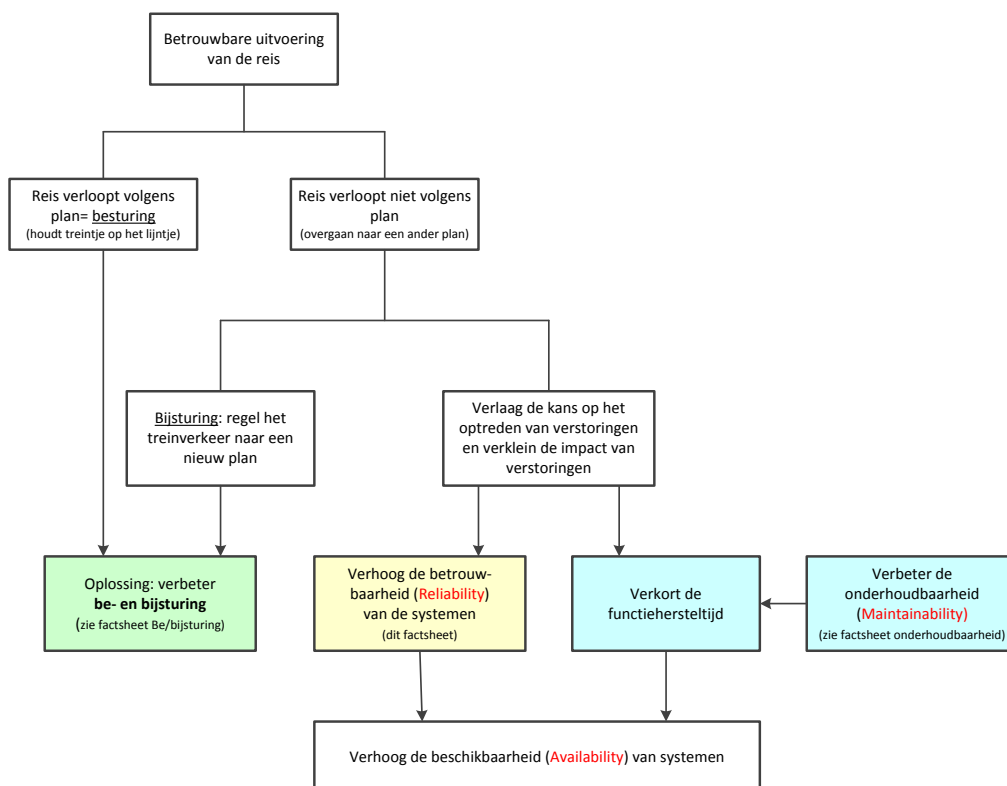 Betrouwbare uitvoering
van de reis
Reis verloopt volgens
plan= besturing
(houdt treintje op het lijntje)
Reis verloopt niet volgens
plan
(overgaan naar een ander plan)
Bijsturing: regel het
treinverkeer naar een
nieuw plan
Verlaag de kans op het
optreden van verstoringen
en verklein de impact van
verstoringen
Oplossing: verbeter
be- en bijsturing
(zie factsheet Be/bijsturing)
Verhoog de betrouw-
baarheid (Reliability)
van de systemen
(dit factsheet)
Verkort de
functiehersteltijd
Verbeter de
onderhoudbaarheid
(Maintainability)
(zie factsheet onderhoudbaarheid)
Verhoog de beschikbaarheid (Availability) van systemen